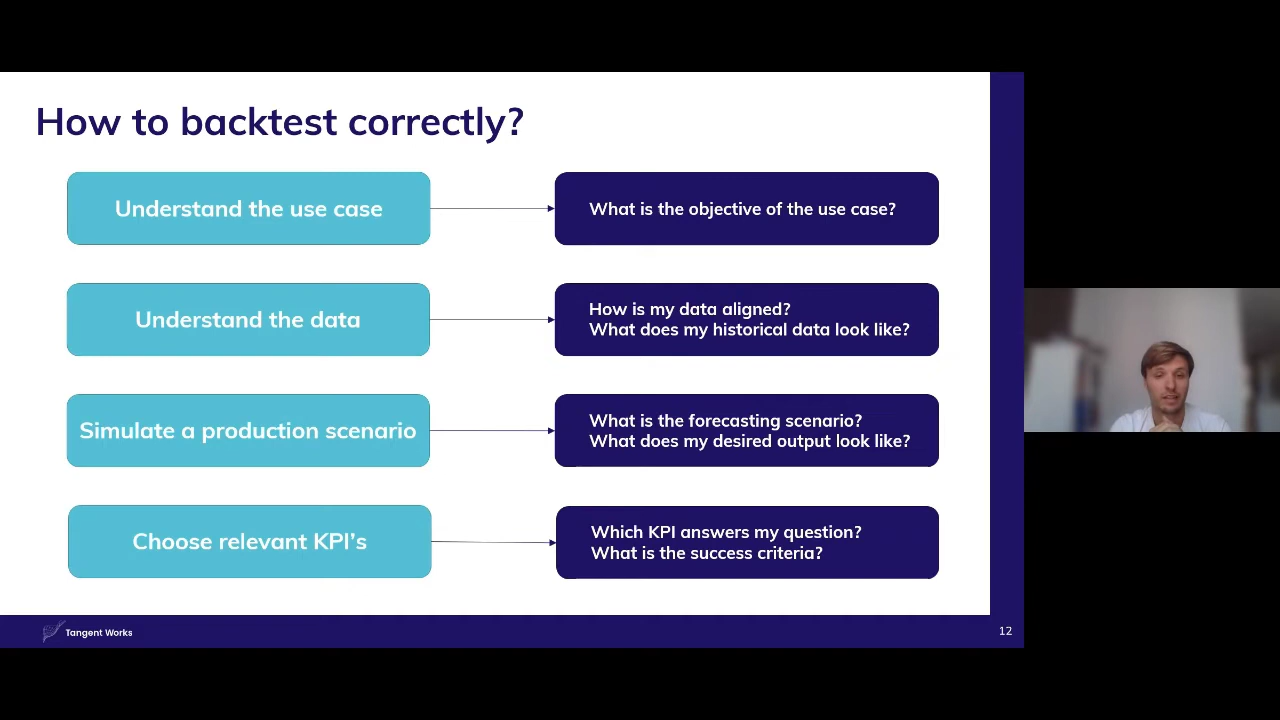 How to backtest correctly?
Understand the use case
What is the objective of the use case?
Understand the data
How is my data aligned?
What does my historical data look like?
Simulate a production scenario
What is the forecasting scenario?
What does my desired output look like?
Choose relevant KPI's
Which KPI answers my question?
What is the success criteria?
Tangent Works
12